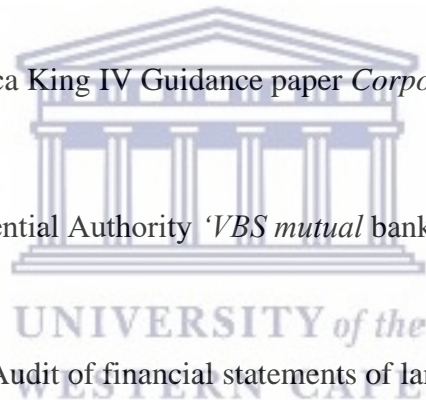 ca King IV Guidance paper Corpo
ential Authority ‘VBS mutual bank
UNIVERSITY of the
Audit of financial statements of lar
WESTERN CAPE